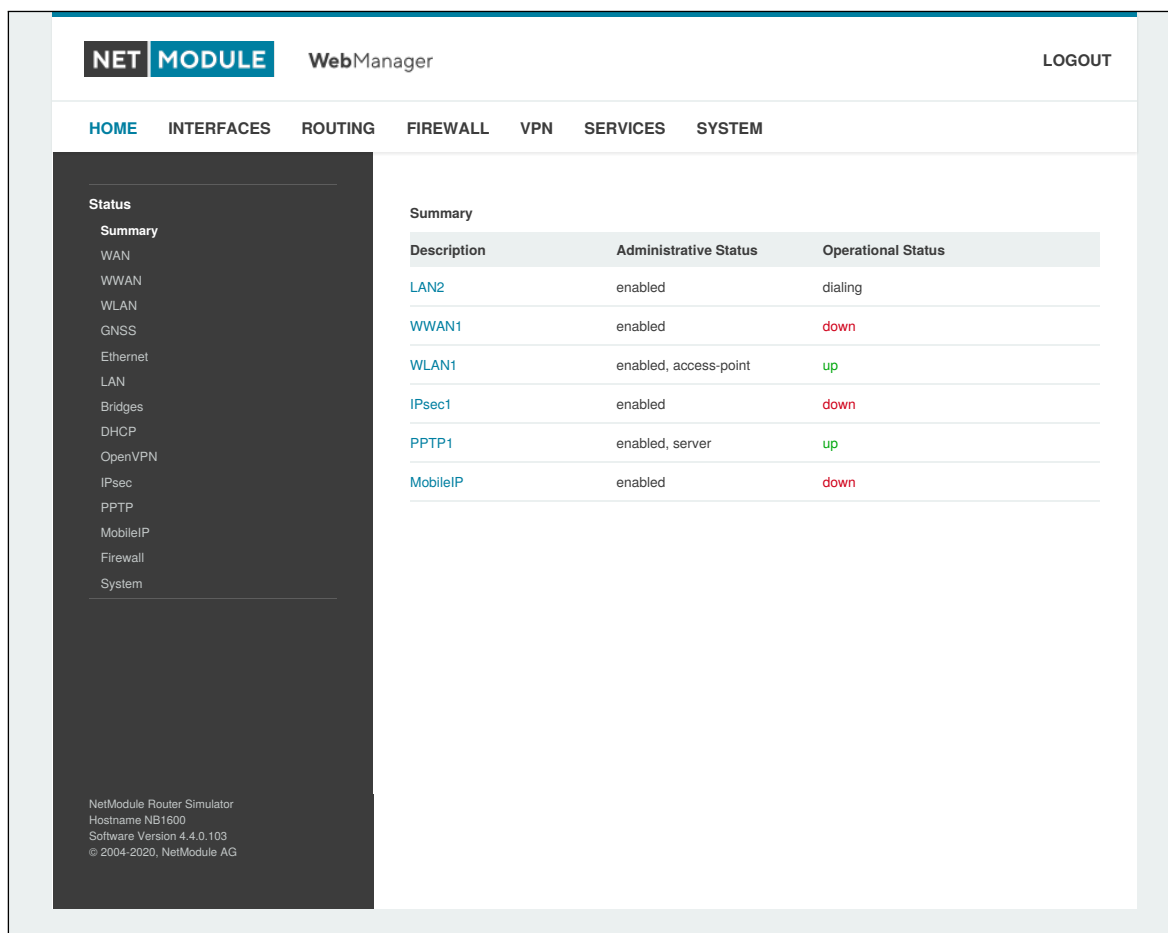 NET MODULE WebManager LOGOUT
HOME INTERFACES ROUTING FIREWALL VPN SERVICES SYSTEM
Status
Summary
WAN
WWAN
WLAN
GNSS
Ethernet
LAN
Bridges
DHCP
OpenVPN
IPsec
PPTP
MobileIP
Firewall
System
NetModule Router Simulator
Hostname NB1600
Software Version 4.4.0.103
© 2004-2020, NetModule AG
Summary
Description Administrative Status Operational Status
LAN2 enabled dialing
WWAN1 enabled down
WLAN1 enabled, access-point up
IPsec1 enabled down
PPTP1 enabled, server up
MobileIP enabled down